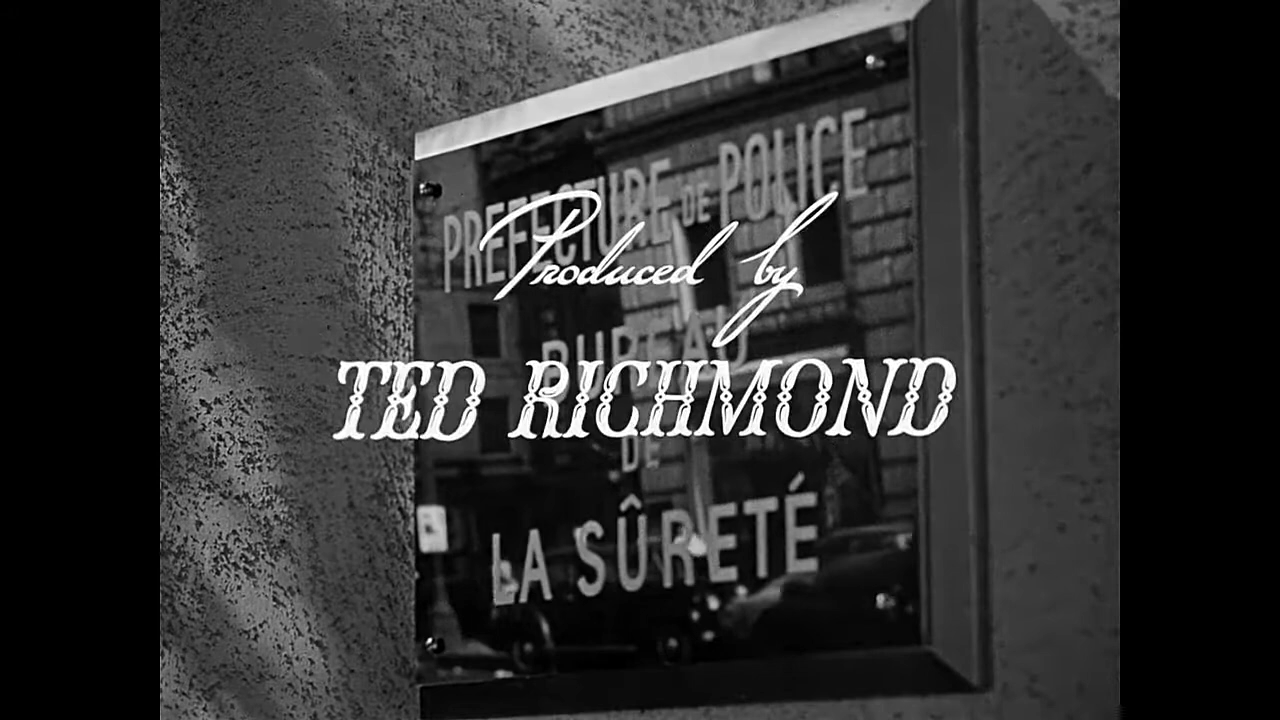 PREFECTURE DE POLICE
Produced by
BUREAU
TED RICHMOND
DE
LA SÛRETÉ